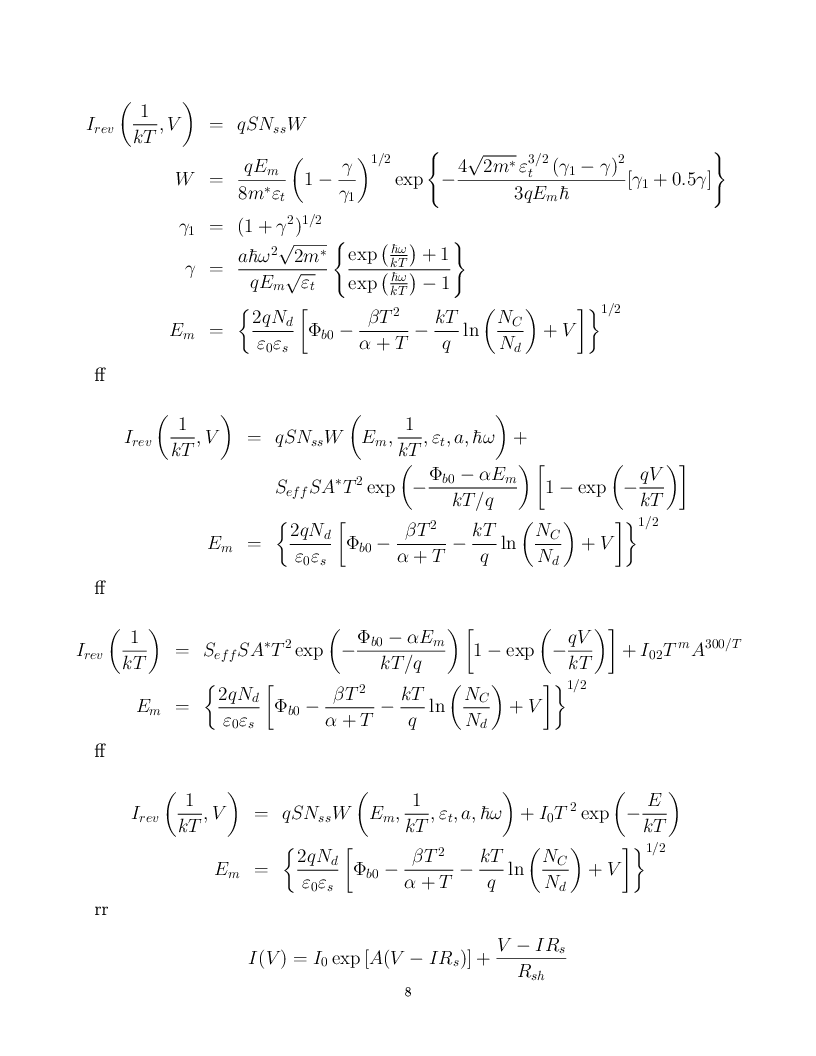 $I_{rev}\left(\frac{1}{kT}, V\right) = qSN_{ss}W$
$W = \frac{qE_m}{8m^*\varepsilon_t}\left(1 - \frac{\gamma}{\gamma_1}\right)^{1/2} \exp\left\{-\frac{4\sqrt{2m^*}\,\varepsilon_t^{3/2}(\gamma_1 - \gamma)^2}{3qE_m\hbar}[\gamma_1 + 0.5\gamma]\right\}$
$\gamma_1 = (1 + \gamma^2)^{1/2}$
$\gamma = \frac{a\hbar\omega^2\sqrt{2m^*}}{qE_m\sqrt{\varepsilon_t}}\left\{\frac{\exp\left(\frac{\hbar\omega}{kT}\right) + 1}{\exp\left(\frac{\hbar\omega}{kT}\right) - 1}\right\}$
$E_m = \left\{\frac{2qN_d}{\varepsilon_0\varepsilon_s}\left[\Phi_{b0} - \frac{\beta T^2}{\alpha + T} - \frac{kT}{q}\ln\left(\frac{N_C}{N_d}\right) + V\right]\right\}^{1/2}$
ff
$I_{rev}\left(\frac{1}{kT}, V\right) = qSN_{ss}W\left(E_m, \frac{1}{kT}, \varepsilon_t, a, \hbar\omega\right) +$
$S_{eff}SA^*T^2 \exp\left(-\frac{\Phi_{b0} - \alpha E_m}{kT/q}\right)\left[1 - \exp\left(-\frac{qV}{kT}\right)\right]$
$E_m = \left\{\frac{2qN_d}{\varepsilon_0\varepsilon_s}\left[\Phi_{b0} - \frac{\beta T^2}{\alpha + T} - \frac{kT}{q}\ln\left(\frac{N_C}{N_d}\right) + V\right]\right\}^{1/2}$
ff
$I_{rev}\left(\frac{1}{kT}\right) = S_{eff}SA^*T^2 \exp\left(-\frac{\Phi_{b0} - \alpha E_m}{kT/q}\right)\left[1 - \exp\left(-\frac{qV}{kT}\right)\right] + I_{02}T^m A^{300/T}$
$E_m = \left\{\frac{2qN_d}{\varepsilon_0\varepsilon_s}\left[\Phi_{b0} - \frac{\beta T^2}{\alpha + T} - \frac{kT}{q}\ln\left(\frac{N_C}{N_d}\right) + V\right]\right\}^{1/2}$
ff
$I_{rev}\left(\frac{1}{kT}, V\right) = qSN_{ss}W\left(E_m, \frac{1}{kT}, \varepsilon_t, a, \hbar\omega\right) + I_0T^2 \exp\left(-\frac{E}{kT}\right)$
$E_m = \left\{\frac{2qN_d}{\varepsilon_0\varepsilon_s}\left[\Phi_{b0} - \frac{\beta T^2}{\alpha + T} - \frac{kT}{q}\ln\left(\frac{N_C}{N_d}\right) + V\right]\right\}^{1/2}$
rr
$I(V) = I_0 \exp\left[A(V - IR_s)\right] + \frac{V - IR_s}{R_{sh}}$
8